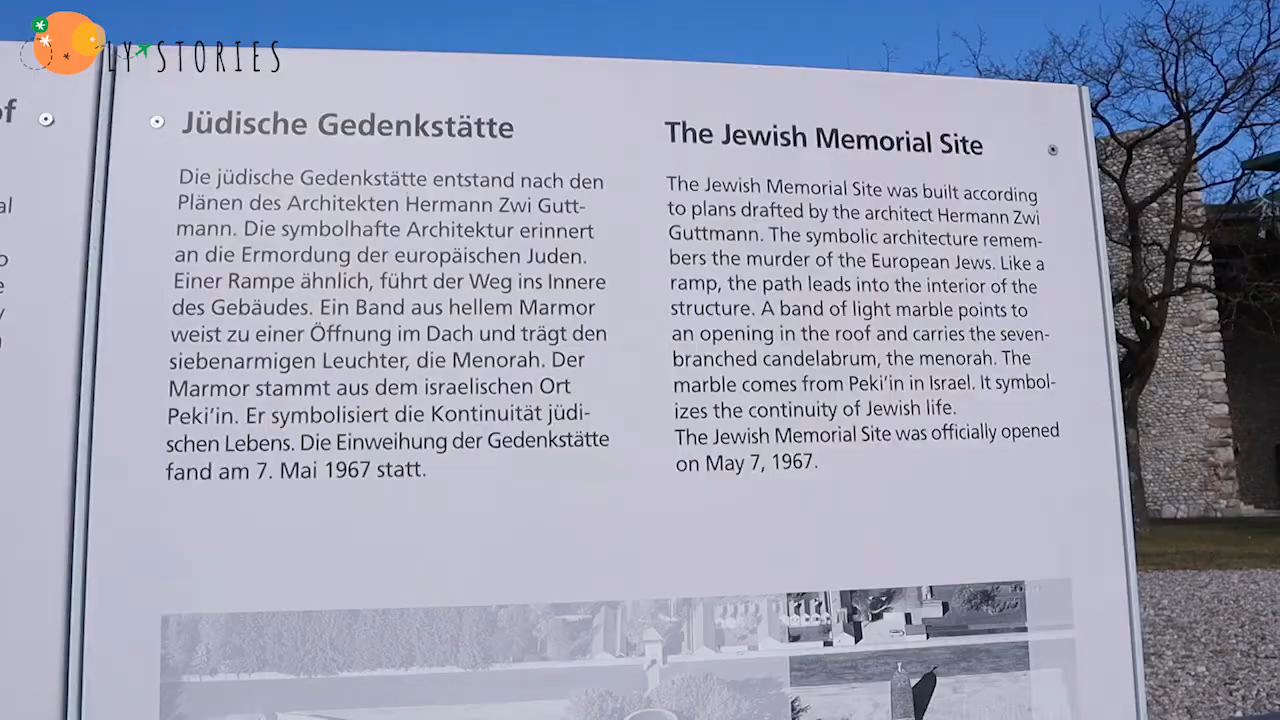 LY STORIES
of
Jüdische Gedenkstätte
Die jüdische Gedenkstätte entstand nach den
Plänen des Architekten Hermann Zwi Gutt-
mann. Die symbolhafte Architektur erinnert
an die Ermordung der europäischen Juden.
Einer Rampe ähnlich, führt der Weg ins Innere
des Gebäudes. Ein Band aus hellem Marmor
weist zu einer Öffnung im Dach und trägt den
siebenarmigen Leuchter, die Menorah. Der
Marmor stammt aus dem israelischen Ort
Peki’in. Er symbolisiert die Kontinuität jüdi-
schen Lebens. Die Einweihung der Gedenkstätte
fand am 7. Mai 1967 statt.
The Jewish Memorial Site
The Jewish Memorial Site was built according
to plans drafted by the architect Hermann Zwi
Guttmann. The symbolic architecture remem-
bers the murder of the European Jews. Like a
ramp, the path leads into the interior of the
structure. A band of light marble points to
an opening in the roof and carries the seven-
branched candelabrum, the menorah. The
marble comes from Peki’in in Israel. It symbol-
izes the continuity of Jewish life.
The Jewish Memorial Site was officially opened
on May 7, 1967.